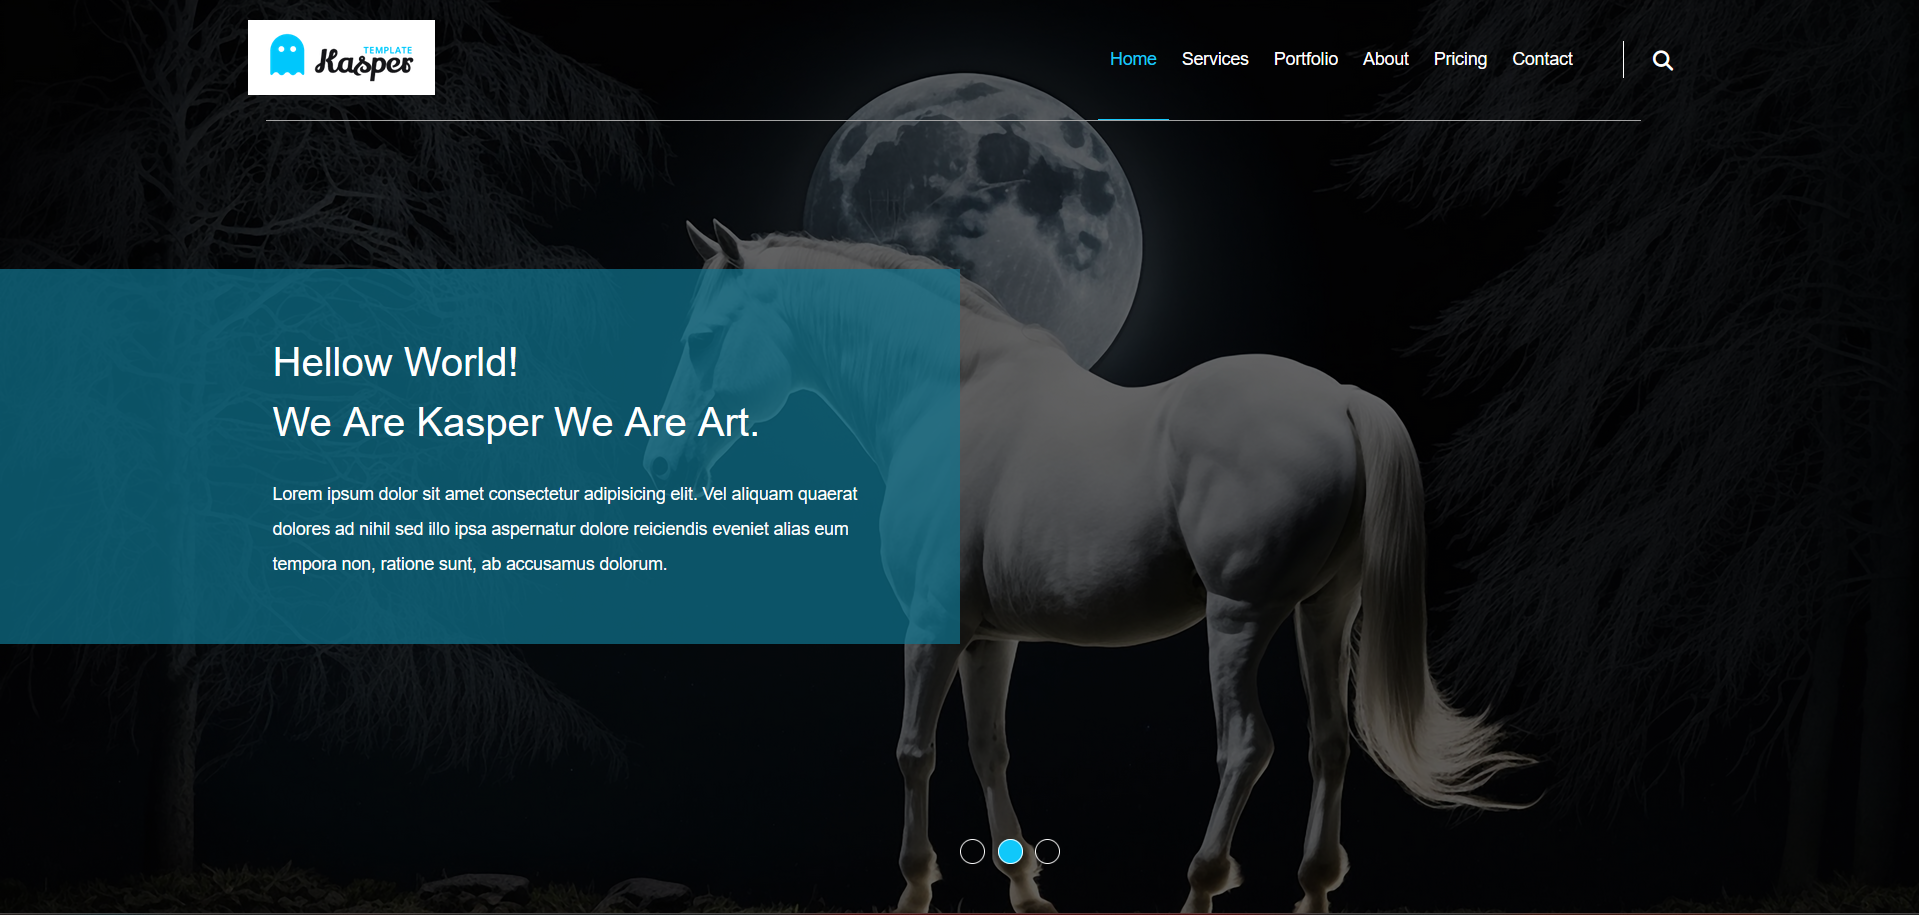 TEMPLATE
Kasper
Home Services Portfolio About Pricing Contact
Hellow World!
We Are Kasper We Are Art.
Lorem ipsum dolor sit amet consectetur adipisicing elit. Vel aliquam quaerat
dolores ad nihil sed illo ipsa aspernatur dolore reiciendis eveniet alias eum
tempora non, ratione sunt, ab accusamus dolorum.